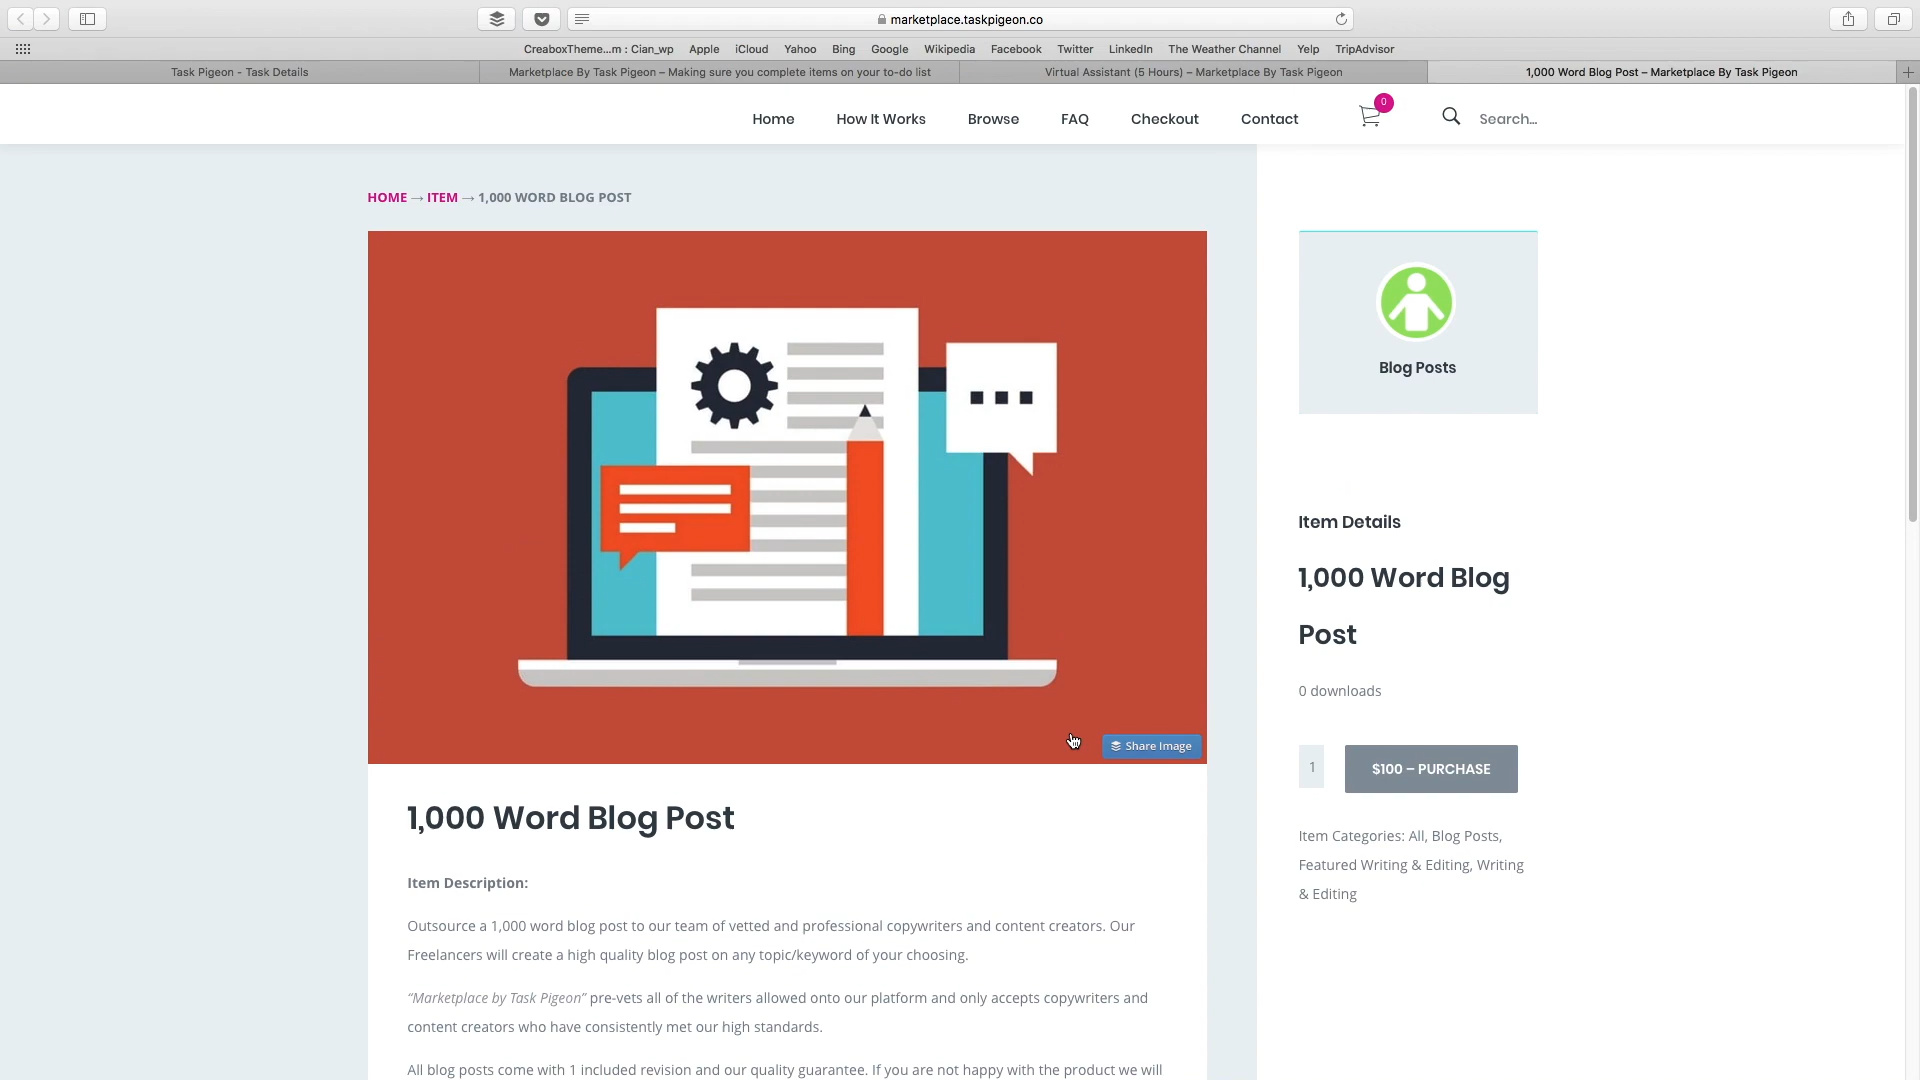 marketplace.taskpigeon.co
CreaboxTheme...m : Cian_wp Apple iCloud Yahoo Bing Google Wikipedia Facebook Twitter LinkedIn The Weather Channel Yelp TripAdvisor
Task Pigeon - Task Details
Marketplace By Task Pigeon – Making sure you complete items on your to-do list
Virtual Assistant (5 Hours) – Marketplace By Task Pigeon
1,000 Word Blog Post – Marketplace By Task Pigeon
Home How It Works Browse FAQ Checkout Contact 0 Search...
HOME → ITEM → 1,000 WORD BLOG POST
Share Image
1,000 Word Blog Post
Item Description:
Outsource a 1,000 word blog post to our team of vetted and professional copywriters and content creators. Our
Freelancers will create a high quality blog post on any topic/keyword of your choosing.
“Marketplace by Task Pigeon” pre-vets all of the writers allowed onto our platform and only accepts copywriters and
content creators who have consistently met our high standards.
All blog posts come with 1 included revision and our quality guarantee. If you are not happy with the product we will
Blog Posts
Item Details
1,000 Word Blog
Post
0 downloads
1
$100 – PURCHASE
Item Categories: All, Blog Posts,
Featured Writing & Editing, Writing
& Editing